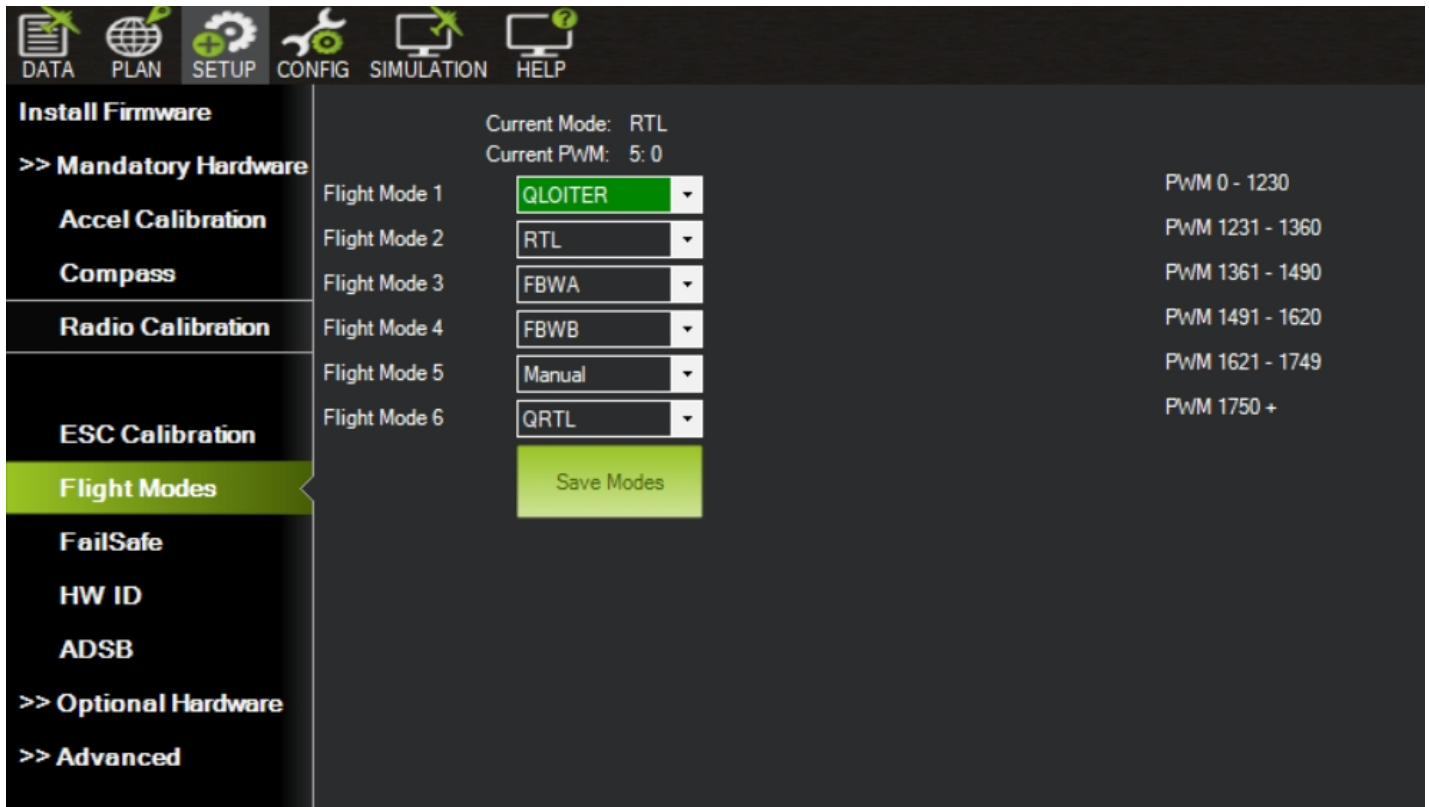 DATA PLAN SETUP CONFIG SIMULATION HELP
Install Firmware
>> Mandatory Hardware
Accel Calibration
Compass
Radio Calibration
ESC Calibration
Flight Modes
FailSafe
HW ID
ADSB
>> Optional Hardware
>> Advanced
Current Mode: RTL
Current PWM: 5: 0
Flight Mode 1 QLOITER PWM 0 - 1230
Flight Mode 2 RTL PWM 1231 - 1360
Flight Mode 3 FBWA PWM 1361 - 1490
Flight Mode 4 FBWB PWM 1491 - 1620
Flight Mode 5 Manual PWM 1621 - 1749
Flight Mode 6 QRTL PWM 1750 +
Save Modes